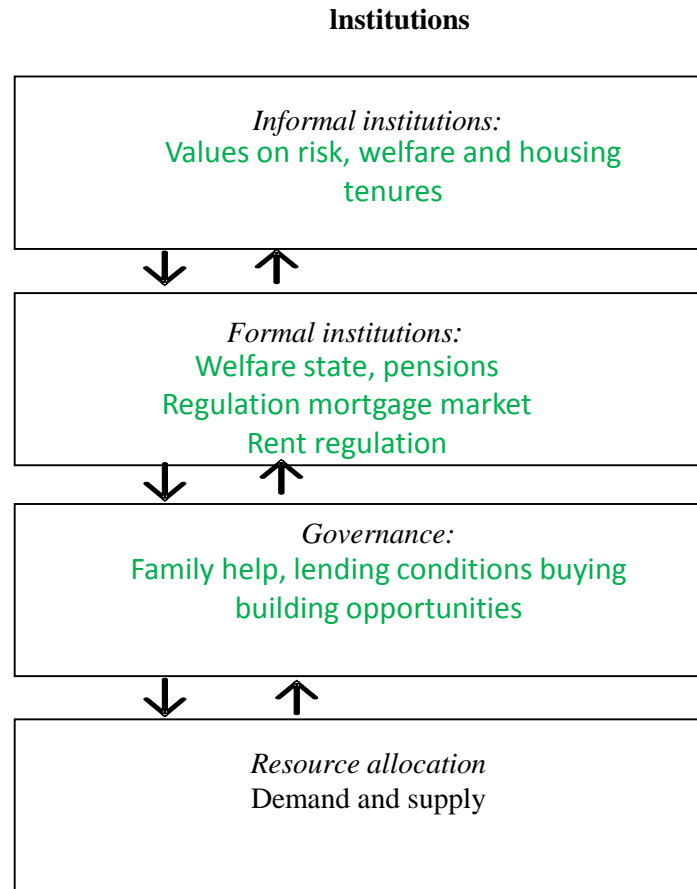 Institutions
Informal institutions:
Values on risk, welfare and housing
tenures
Formal institutions:
Welfare state, pensions
Regulation mortgage market
Rent regulation
Governance:
Family help, lending conditions buying
building opportunities
Resource allocation
Demand and supply